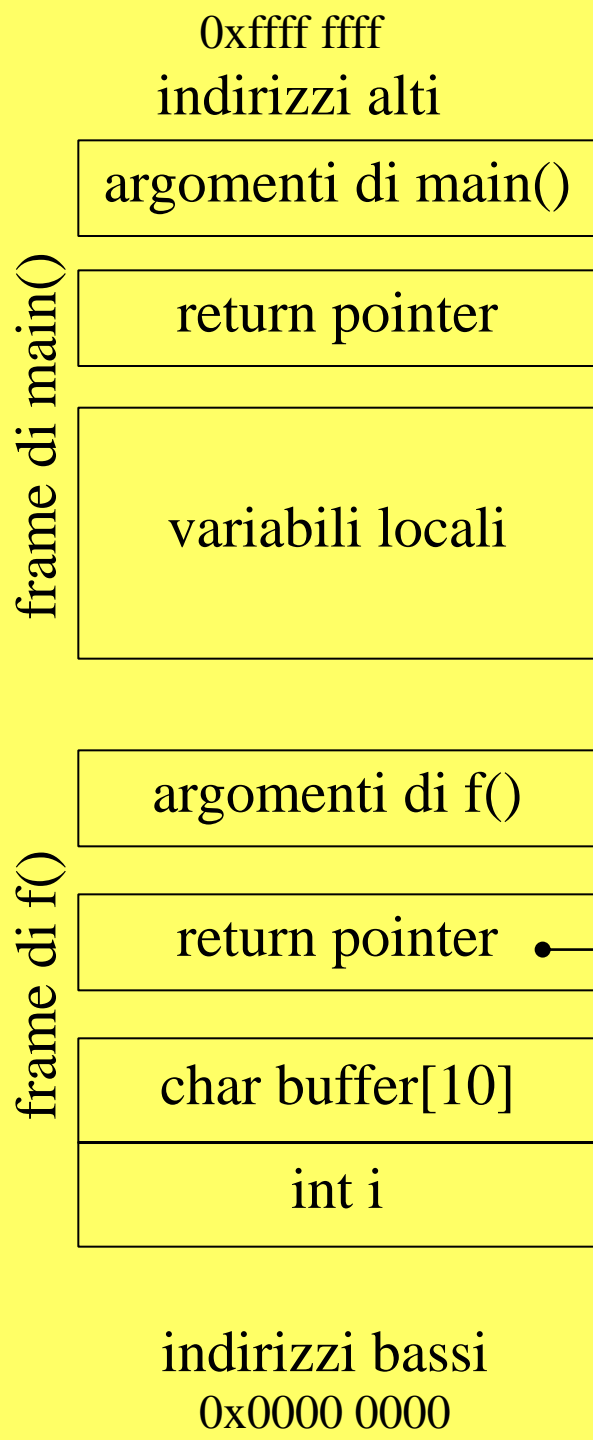 0xffff ffff
indirizzi alti
argomenti di main()
frame di main()
return pointer
variabili locali
argomenti di f()
frame di f()
return pointer
char buffer[10]
int i
indirizzi bassi
0x0000 0000